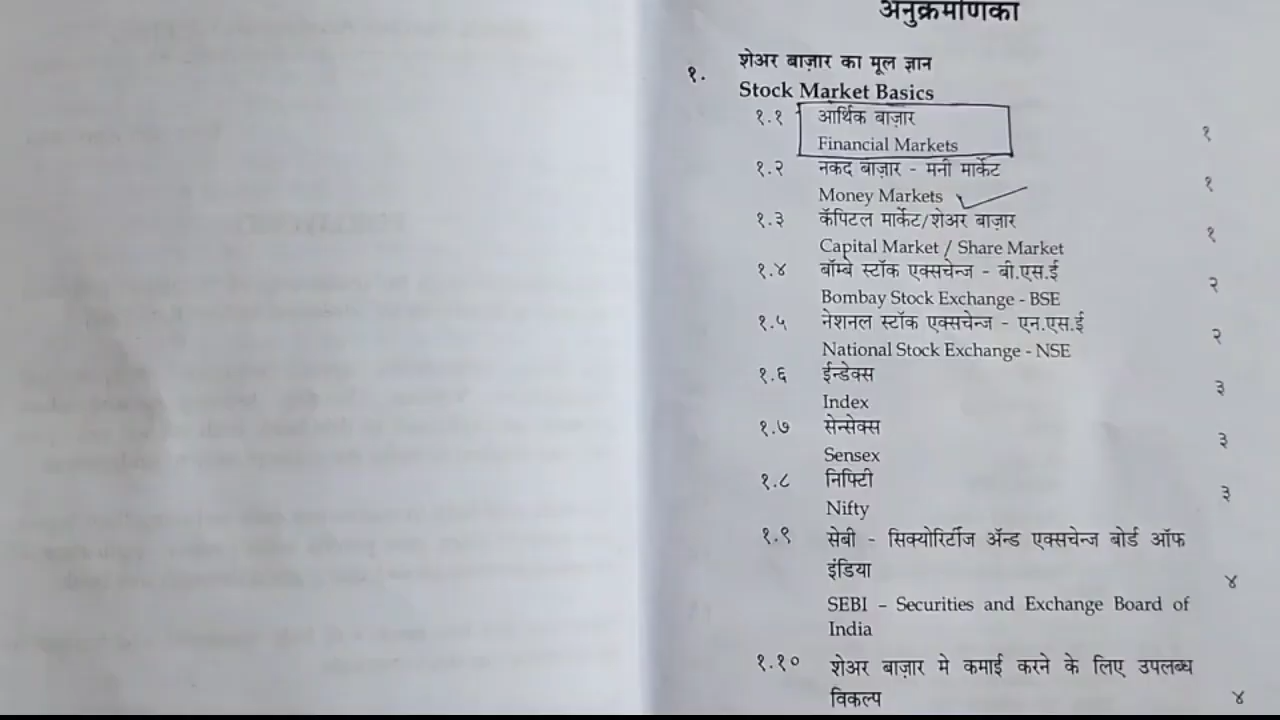 अनुक्रमणिका
१.
शेअर बाज़ार का मूल ज्ञान
Stock Market Basics
१.१ आर्थिक बाज़ार
Financial Markets १
१.२ नकद बाज़ार - मनी मार्केट
Money Markets १
१.३ कॅपिटल मार्केट/शेअर बाज़ार
Capital Market / Share Market १
१.४ बॉम्बे स्टॉक एक्सचेन्ज - बी.एस.ई
Bombay Stock Exchange - BSE २
१.५ नेशनल स्टॉक एक्सचेन्ज - एन.एस.ई
National Stock Exchange - NSE २
१.६ ईन्डेक्स
Index ३
१.७ सेन्सेक्स
Sensex ३
१.८ निफ्टि
Nifty ३
१.९ सेबी - सिक्योरिर्टीज ॲन्ड एक्सचेन्ज बोर्ड ऑफ
इंडिया ४
SEBI – Securities and Exchange Board of
India
१.१० शेअर बाज़ार मे कमाई करने के लिए उपलब्ध
विकल्प ४